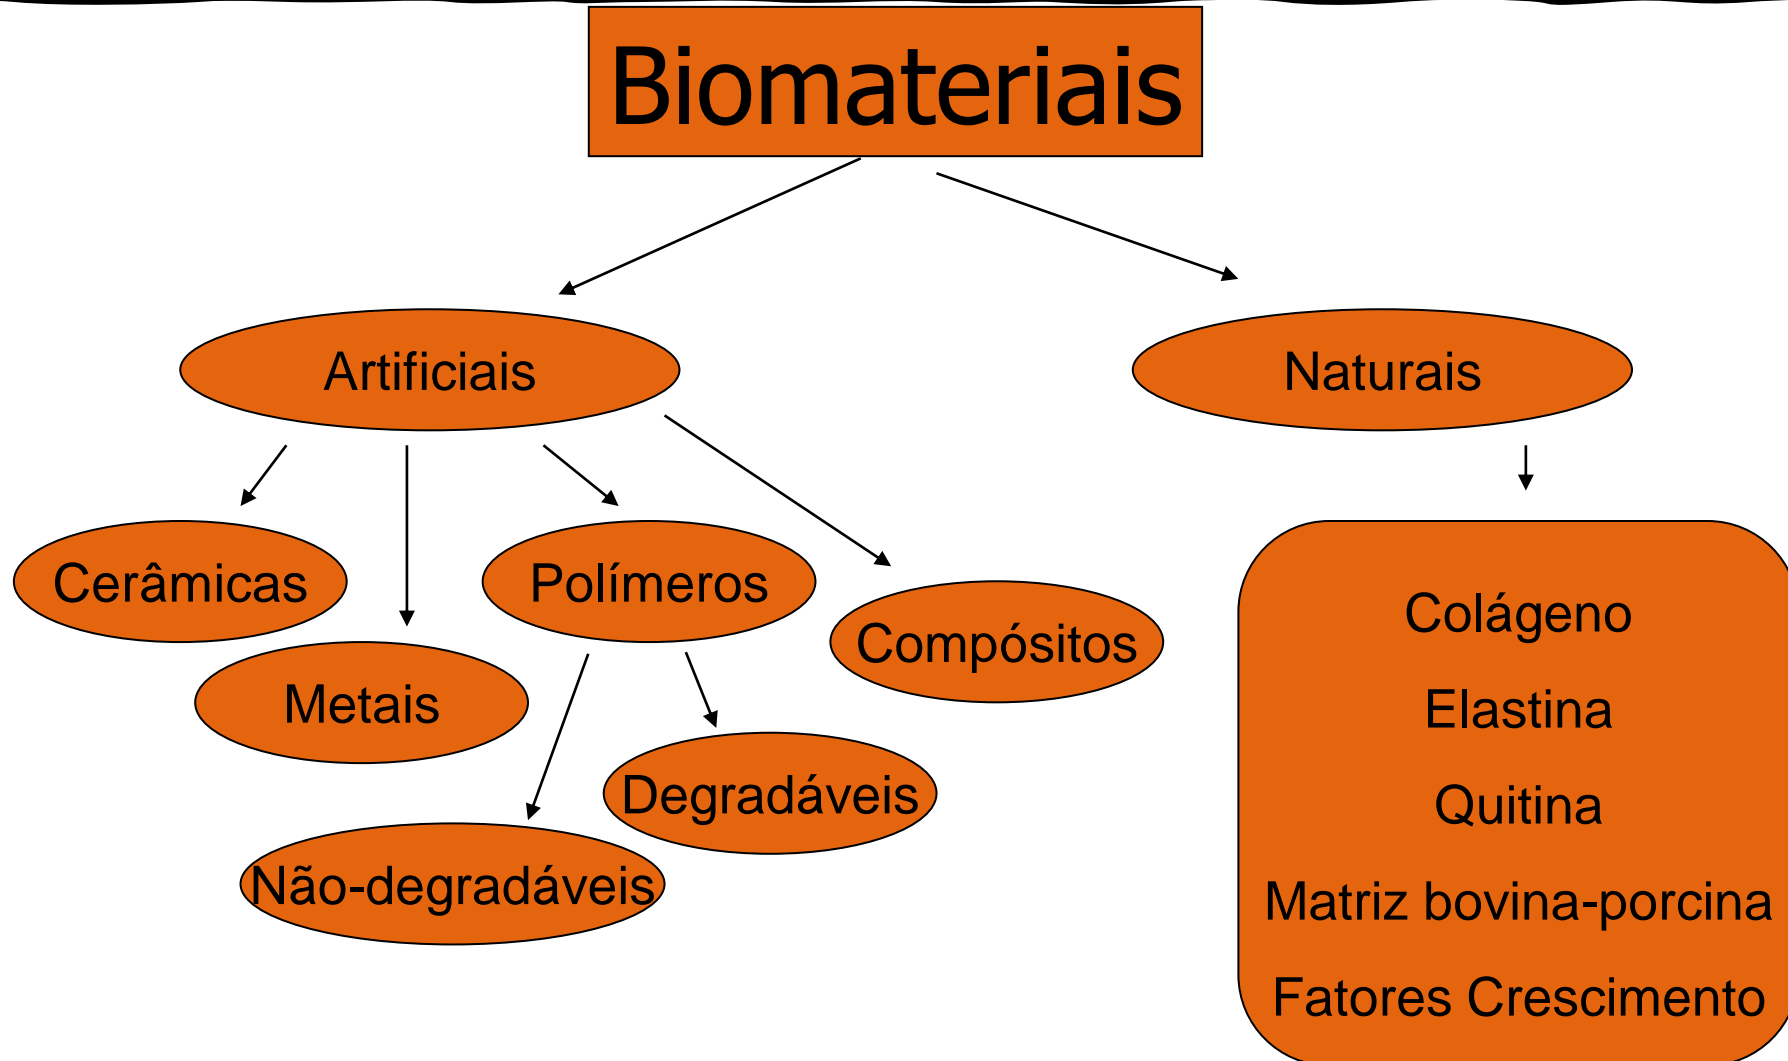 Biomateriais
Artificiais
Naturais
Cerâmicas
Polímeros
Compósitos
Metais
Degradáveis
Não-degradáveis
Colágeno
Elastina
Quitina
Matriz bovina-porcina
Fatores Crescimento